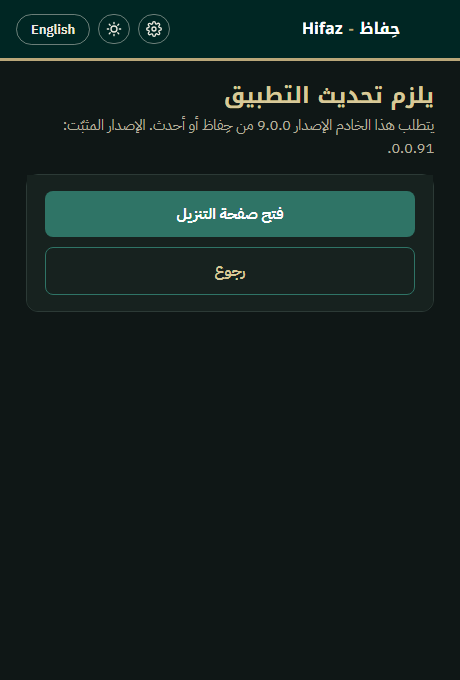 حِفاظ - Hifaz
English
يلزم تحديث التطبيق
يتطلب هذا الخادم الإصدار 9.0.0 من حِفاظ أو أحدث. الإصدار المثبّت:
0.0.91.
فتح صفحة التنزيل
رجوع